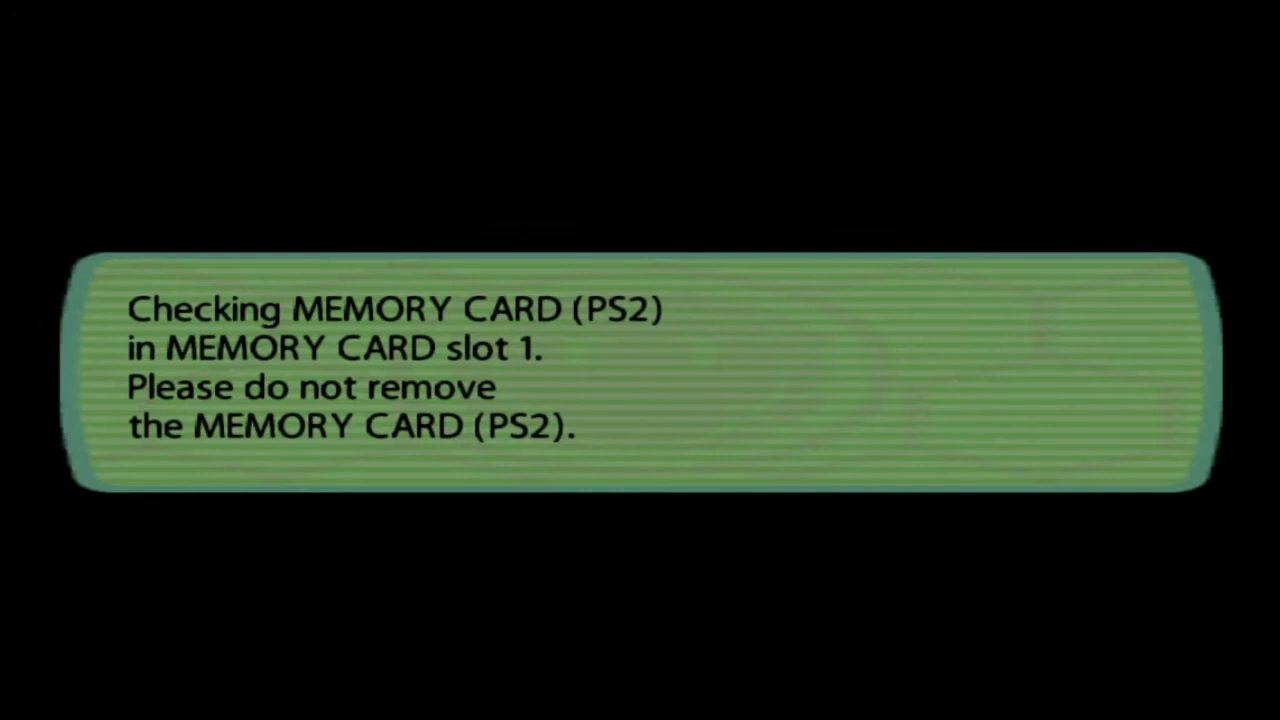 Checking MEMORY CARD (PS2)
in MEMORY CARD slot 1.
Please do not remove
the MEMORY CARD (PS2).